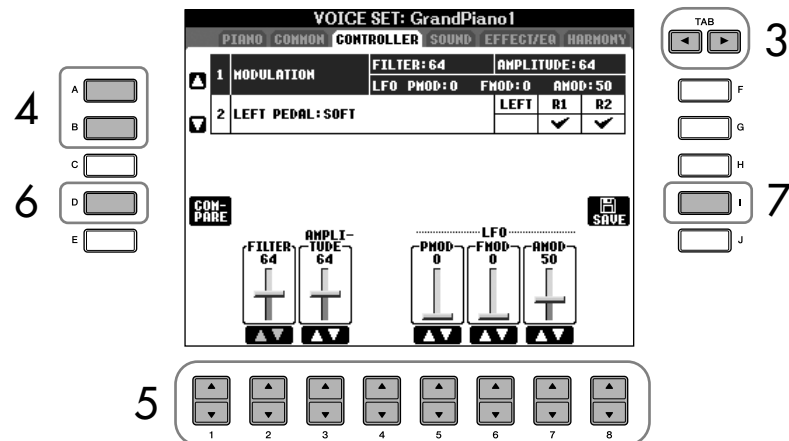 VOICE SET: GrandPiano1
PIANO COMMON CONTROLLER SOUND EFFECT/EQ HARMONY
TAB
3
1 MODULATION
FILTER:64 AMPLITUDE:64
LFO PMOD:0 FMOD:0 AMOD:50
2 LEFT PEDAL:SOFT
LEFT R1 R2
4
A
B
C
6
D
E
F
G
H
I
7
J
COM-
PARE
SAVE
FILTER
64
AMPLI-
TUDE
64
LFO
PMOD
0
FMOD
0
AMOD
50
5
1 2 3 4 5 6 7 8